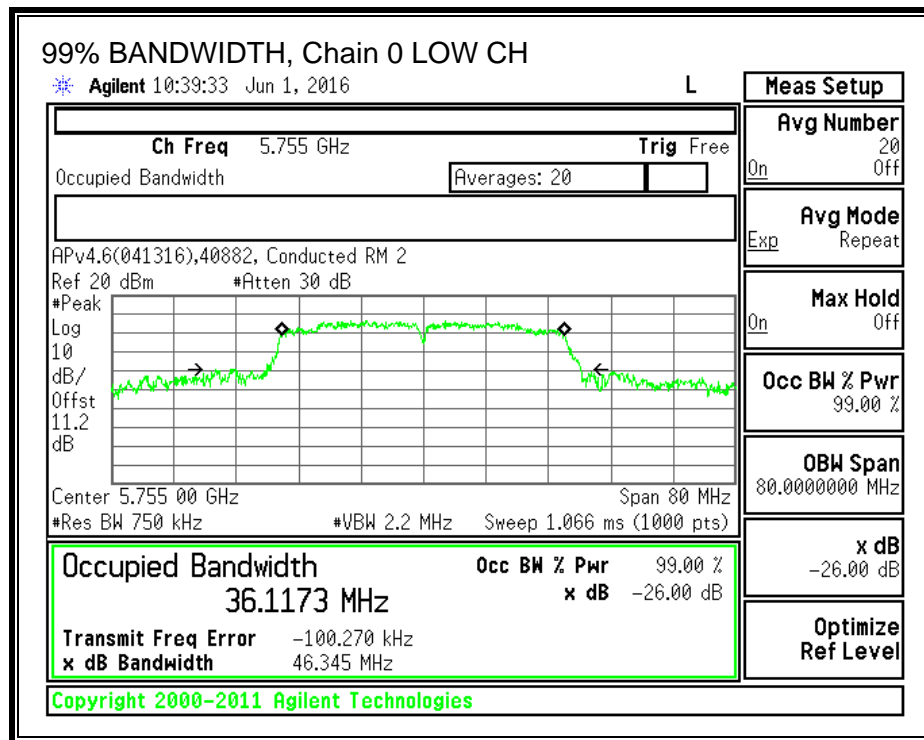 99% BANDWIDTH, Chain 0 LOW CH
Agilent 10:39:33 Jun 1, 2016 L
Meas Setup
Avg Number
20
On Off
Ch Freq 5.755 GHz Trig Free
Occupied Bandwidth Averages: 20
Avg Mode
Exp Repeat
APv4.6(041316),40882, Conducted RM 2
Ref 20 dBm #Atten 30 dB
#Peak
Log
10
dB/
Offst
11.2
dB
Max Hold
On Off
Occ BW % Pwr
99.00 %
OBW Span
80.0000000 MHz
Center 5.755 00 GHz Span 80 MHz
#Res BW 750 kHz #VBW 2.2 MHz Sweep 1.066 ms (1000 pts)
x dB
-26.00 dB
Occupied Bandwidth Occ BW % Pwr 99.00 %
36.1173 MHz x dB -26.00 dB
Transmit Freq Error -100.270 kHz
x dB Bandwidth 46.345 MHz
Optimize
Ref Level
Copyright 2000-2011 Agilent Technologies